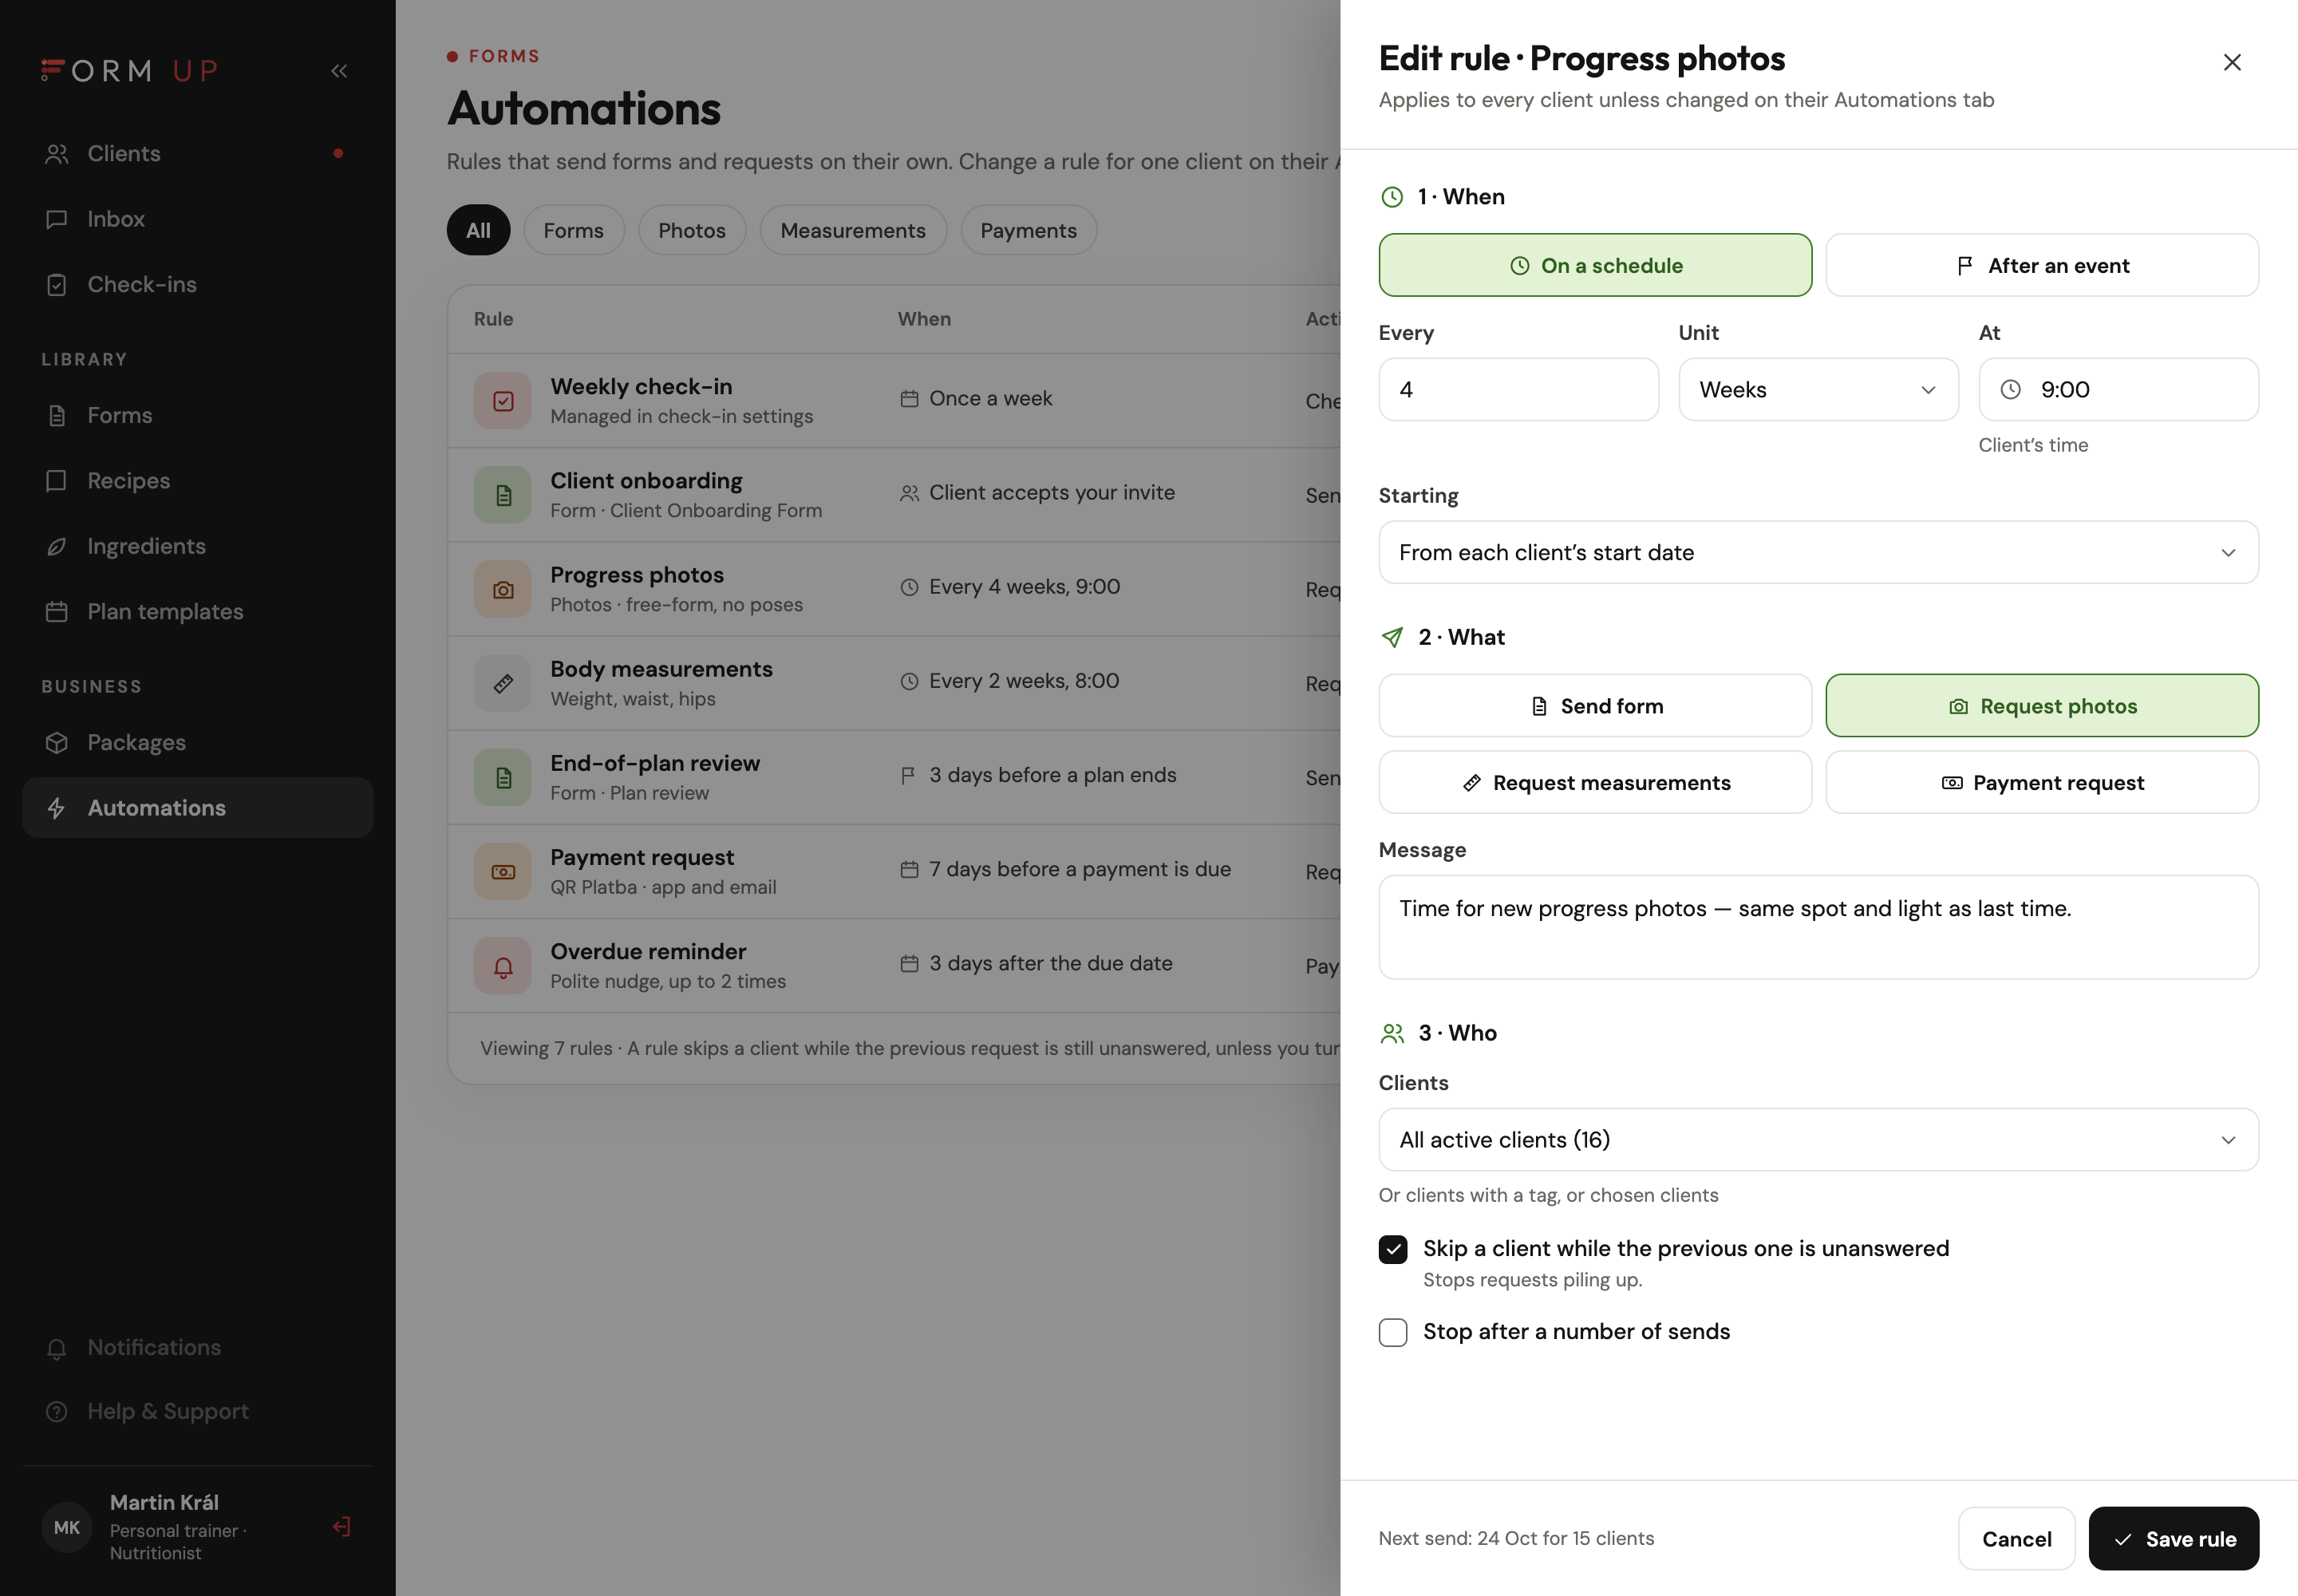 FORM UP
Clients
Inbox
Check-ins
LIBRARY
Forms
Recipes
Ingredients
Plan templates
BUSINESS
Packages
Automations
Notifications
Help & Support
MK
Martin Král
Personal trainer ·
Nutritionist
FORMS
Automations
Rules that send forms and requests on their own. Change a rule for one client on their
All
Forms
Photos
Measurements
Payments
Rule
When
Weekly check-in
Managed in check-in settings
Once a week
Client onboarding
Form · Client Onboarding Form
Client accepts your invite
Progress photos
Photos · free-form, no poses
Every 4 weeks, 9:00
Body measurements
Weight, waist, hips
Every 2 weeks, 8:00
End-of-plan review
Form · Plan review
3 days before a plan ends
Payment request
QR Platba · app and email
7 days before a payment is due
Overdue reminder
Polite nudge, up to 2 times
3 days after the due date
Viewing 7 rules · A rule skips a client while the previous request is still unanswered, unless you
Edit rule · Progress photos
Applies to every client unless changed on their Automations tab
1 · When
On a schedule
After an event
Every
Unit
At
4
Weeks
9:00
Client’s time
Starting
From each client’s start date
2 · What
Send form
Request photos
Request measurements
Payment request
Message
Time for new progress photos — same spot and light as last time.
3 · Who
Clients
All active clients (16)
Or clients with a tag, or chosen clients
Skip a client while the previous one is unanswered
Stops requests piling up.
Stop after a number of sends
Next send: 24 Oct for 15 clients
Cancel
Save rule